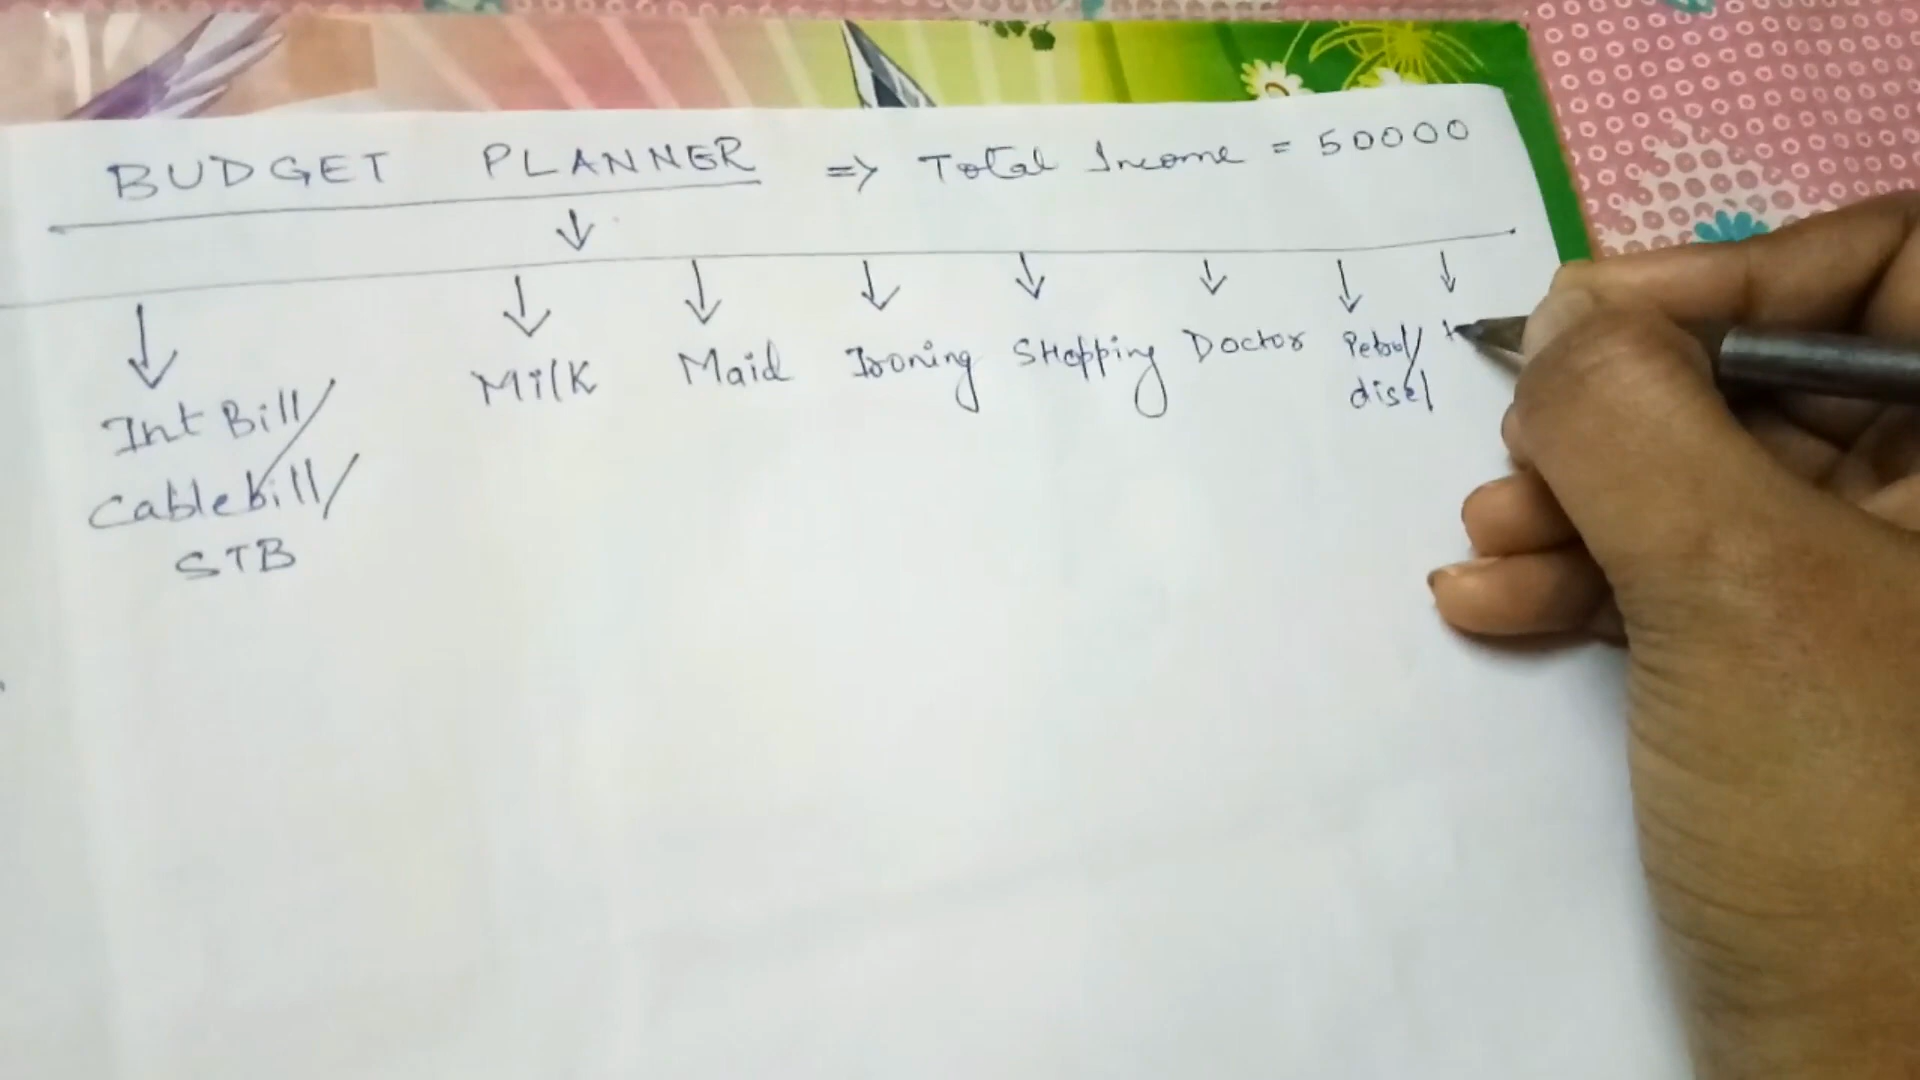 BUDGET PLANNER => Total Income = 50000
Int Bill/ Milk Maid Ironing SHopping Doctor Petrol/
Cablebill/ disel
STB